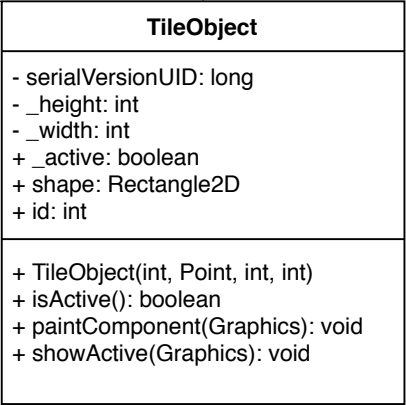 TileObject
- serialVersionUID: long
- _height: int
- _width: int
+ _active: boolean
+ shape: Rectangle2D
+ id: int
+ TileObject(int, Point, int, int)
+ isActive(): boolean
+ paintComponent(Graphics): void
+ showActive(Graphics): void